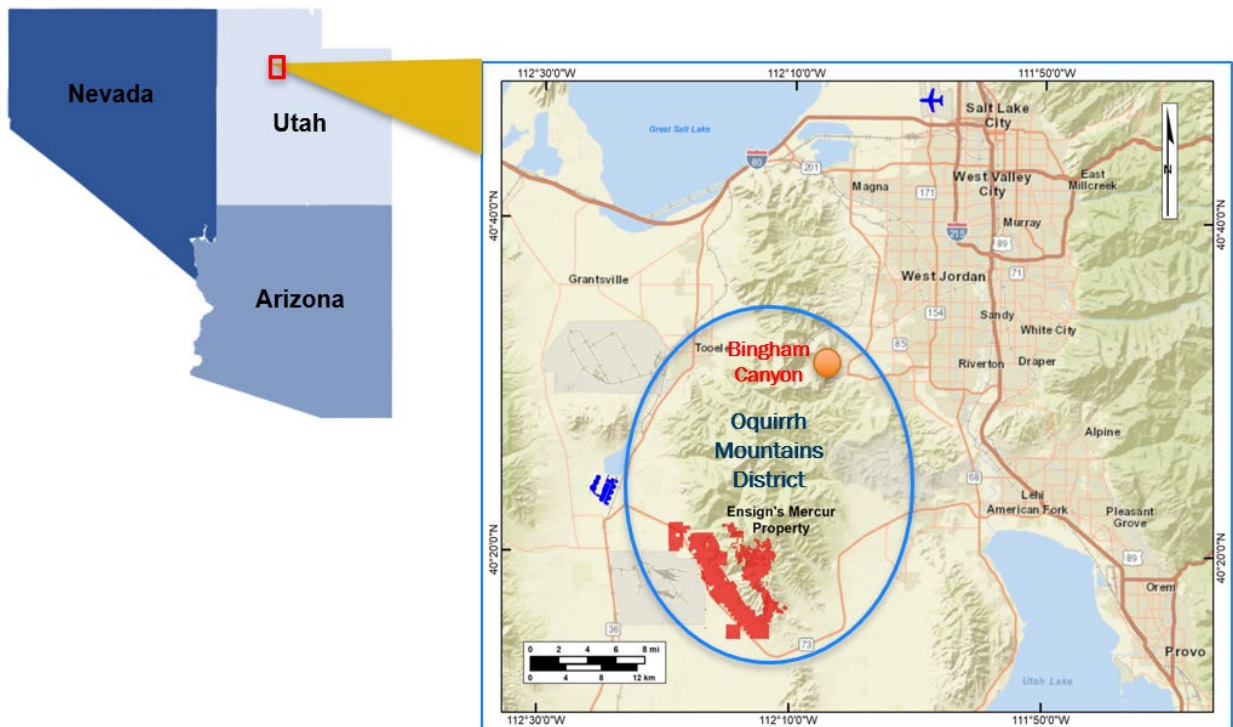 Nevada
Utah
Arizona
112°30'0"W
112°10'0"W
111°50'0"W
Great Salt Lake
Salt Lake
City
80
201
West Valley
City
East
Millcreek
Magna
171
N
40°40'0"N
40°40'0"N
Murray
215
89
Grantsville
West Jordan
71
154
Sandy
White City
Tooele
85
Bingham
Canyon
Riverton
Draper
Oquirrh
Mountains
District
Alpine
68
Ensign's Mercur
Property
Lehi
American Fork
Pleasant
Grove
40°20'0"N
40°20'0"N
89
Orem
36
73
Provo
0 2 4 6 8 mi
0 4 8 12 km
Utah Lake
112°30'0"W
112°10'0"W
111°50'0"W